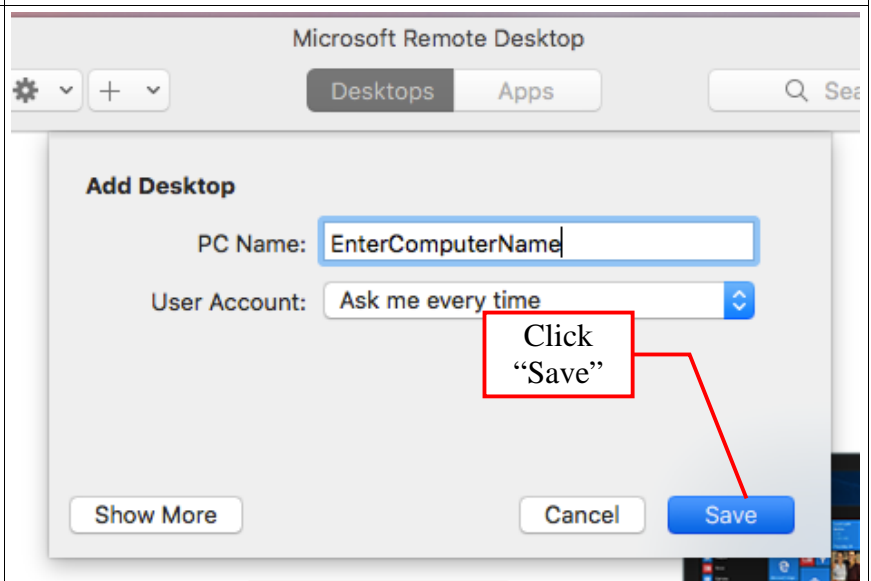 Microsoft Remote Desktop
Desktops Apps Sea
Add Desktop
PC Name: EnterComputerName
User Account: Ask me every time
Click
“Save”
Show More Cancel Save